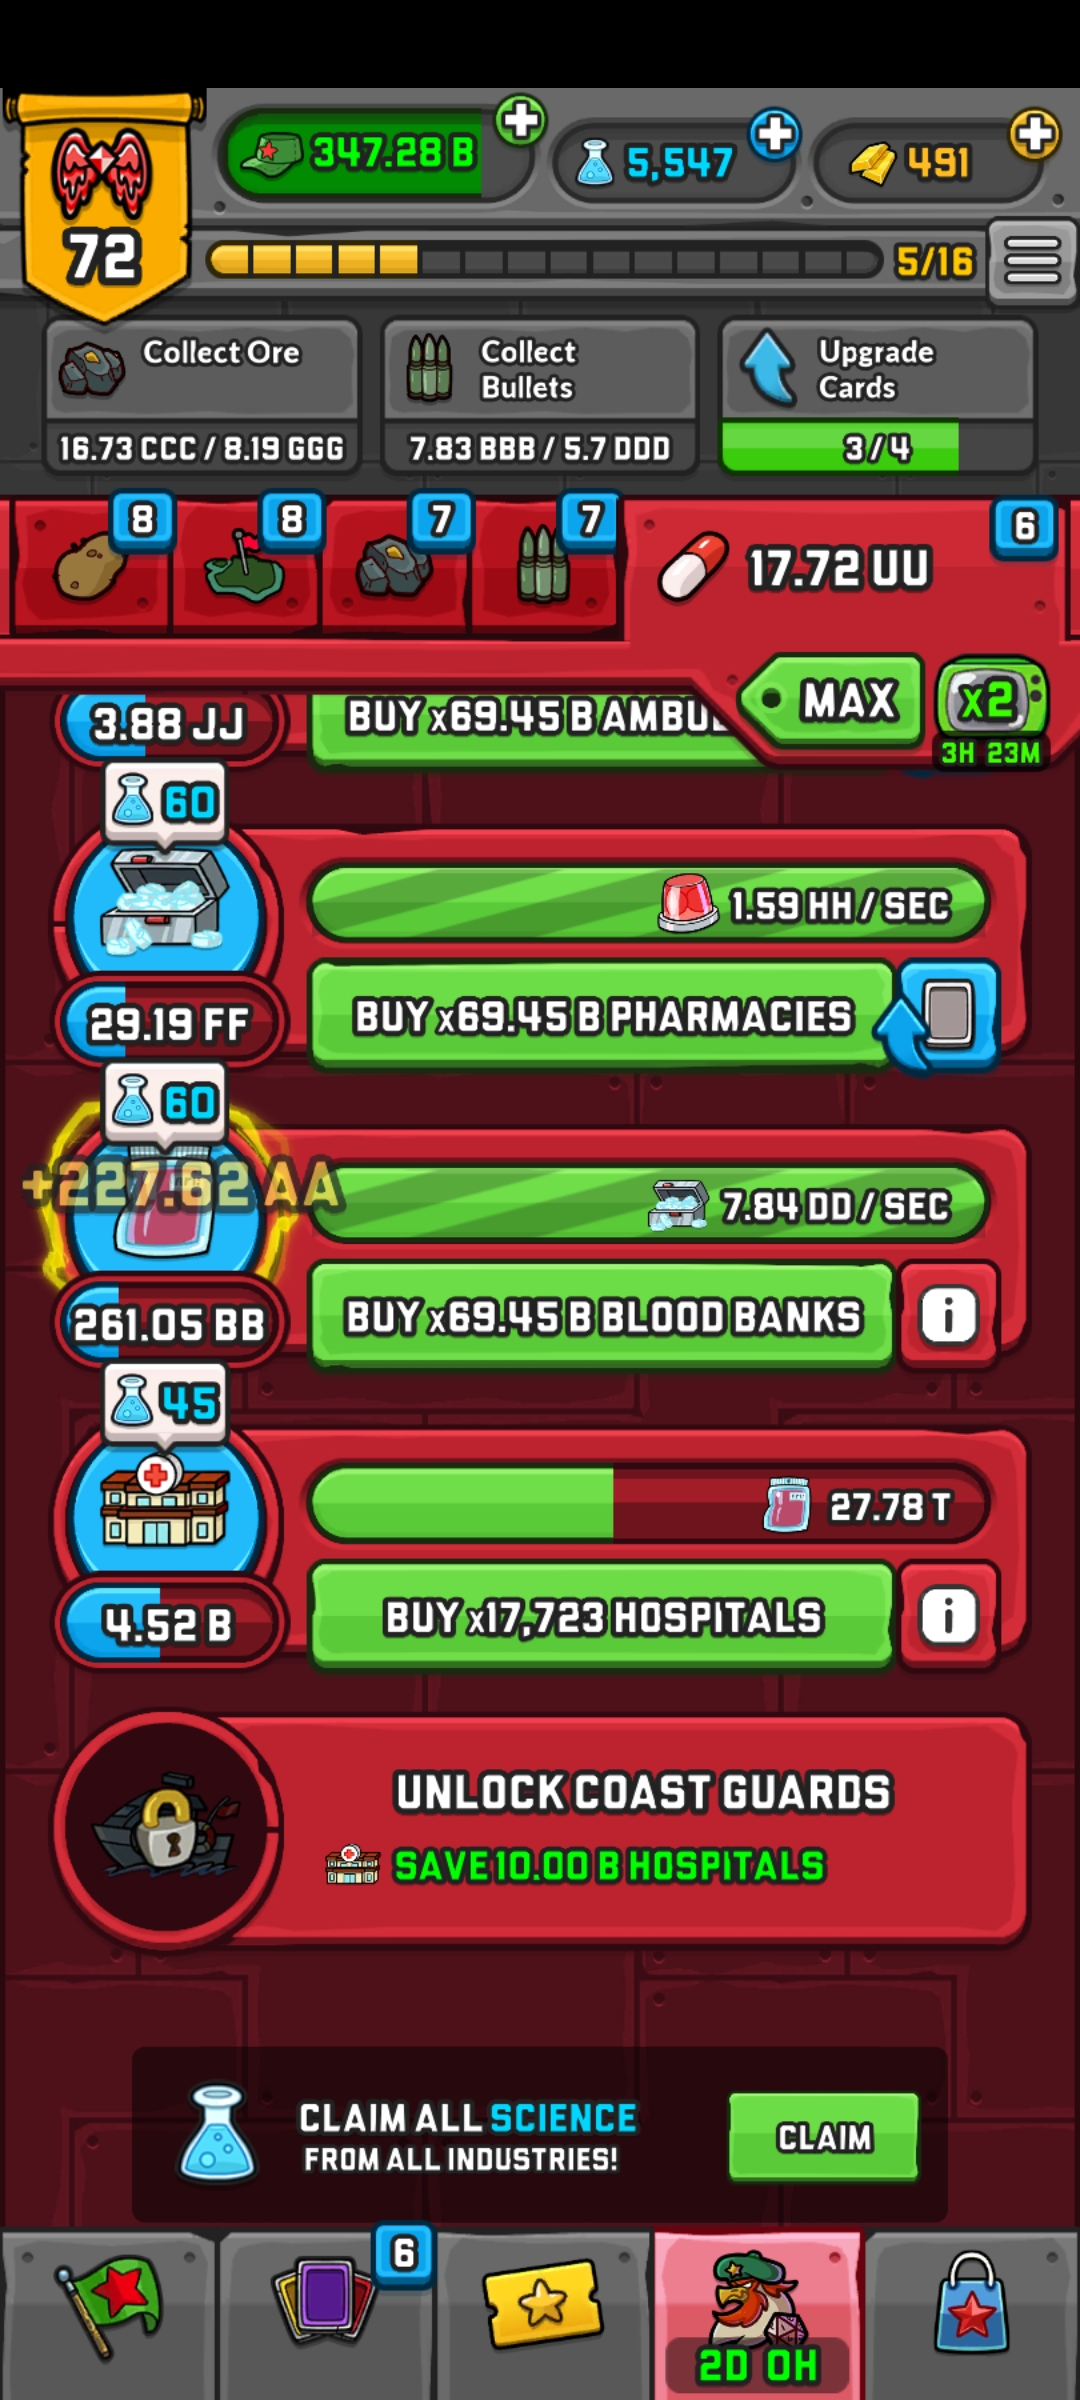 347.28 B
5,547
491
72
5/16
Collect Ore
16.73 CCC / 8.19 GGG
Collect
Bullets
7.83 BBB / 5.7 DDD
Upgrade
Cards
3/4
8
8
7
7
17.72 UU
6
MAX
x2
3H 23M
3.88 JJ
BUY x69.45 B AMBU
60
1.59 HH / SEC
29.19 FF
BUY x69.45 B PHARMACIES
60
+227.62 AA
7.84 DD / SEC
261.05 BB
BUY x69.45 B BLOOD BANKS
i
45
27.78 T
4.52 B
BUY x17,723 HOSPITALS
i
UNLOCK COAST GUARDS
SAVE 10.00 B HOSPITALS
CLAIM ALL SCIENCE
FROM ALL INDUSTRIES!
CLAIM
6
2D 0H